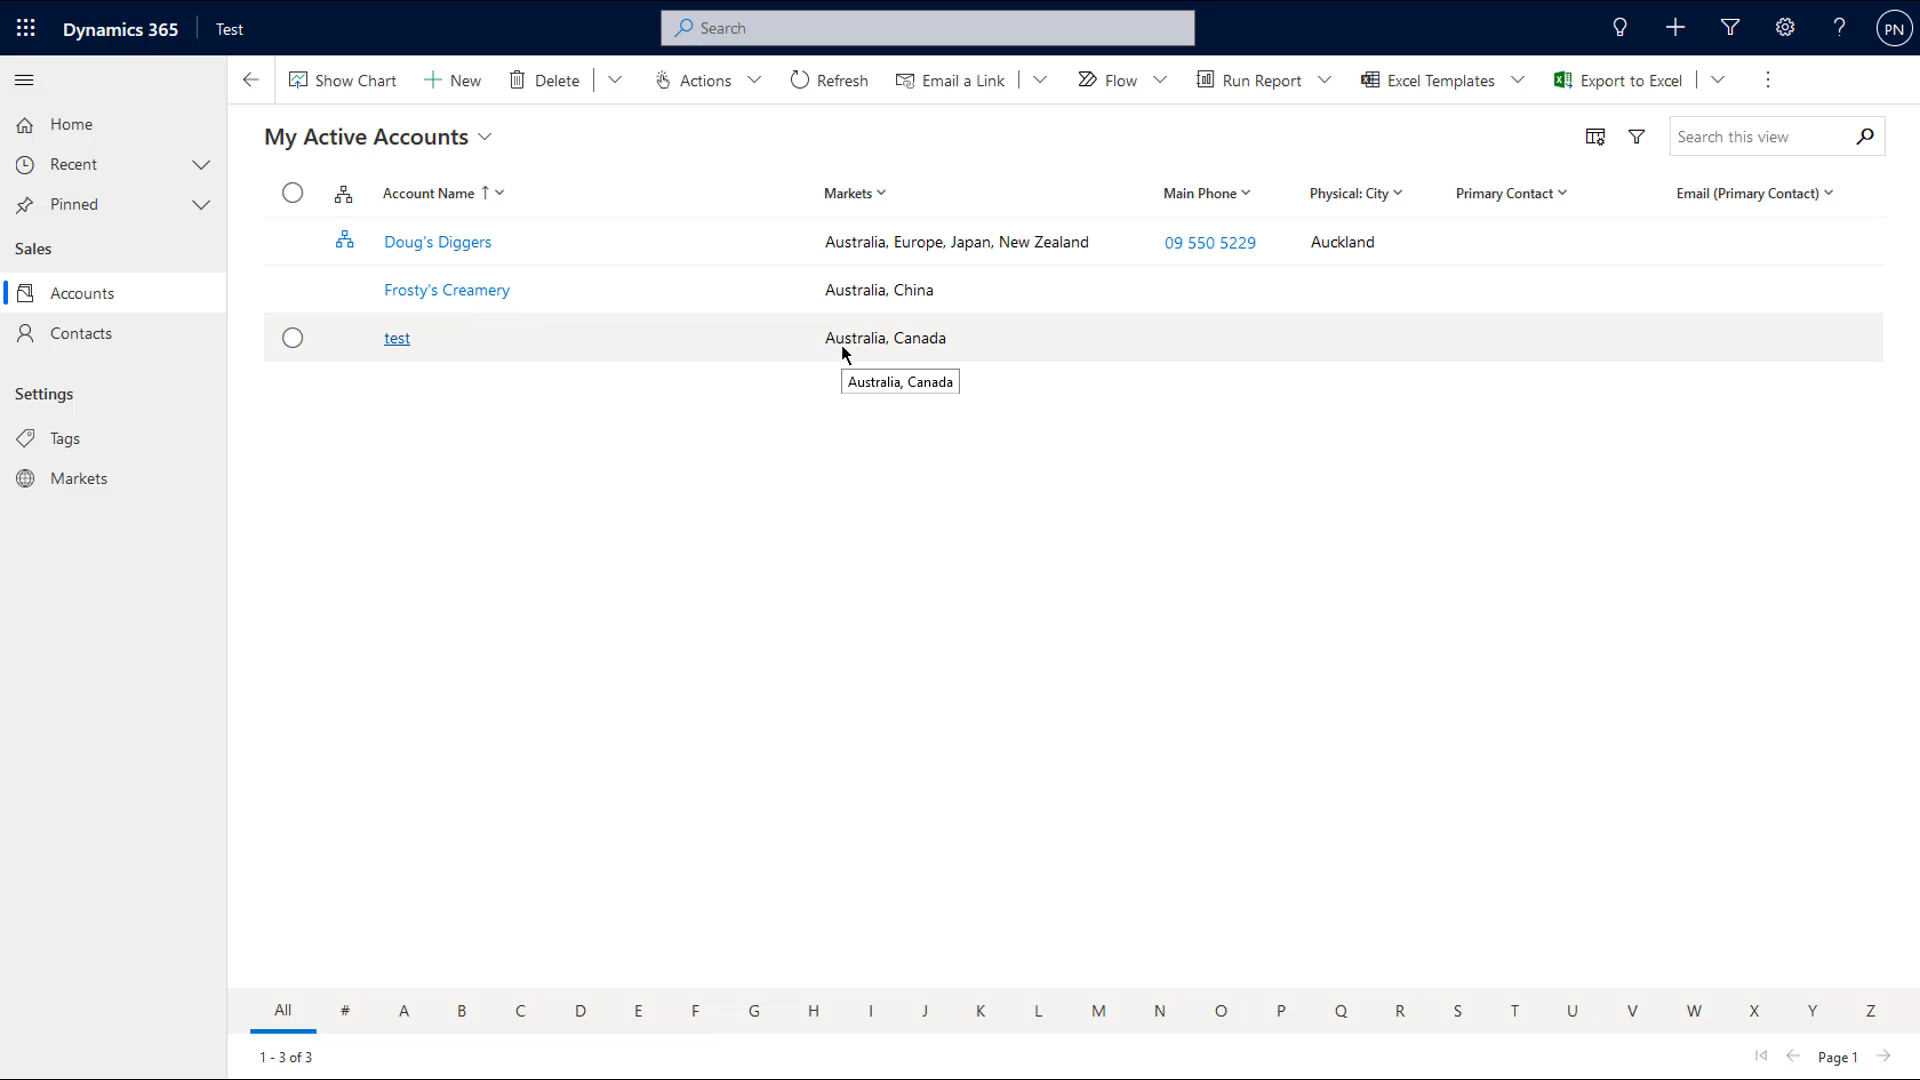 Dynamics 365 Test Search PN
Show Chart New Delete Actions Refresh Email a Link Flow Run Report Excel Templates Export to Excel
Home
Recent
Pinned
Sales
Accounts
Contacts
Settings
Tags
Markets
My Active Accounts Search this view
Account Name Markets Main Phone Physical: City Primary Contact Email (Primary Contact)
Doug's Diggers Australia, Europe, Japan, New Zealand 09 550 5229 Auckland
Frosty's Creamery Australia, China
test Australia, Canada
Australia, Canada
All # A B C D E F G H I J K L M N O P Q R S T U V W X Y Z
1 - 3 of 3 Page 1